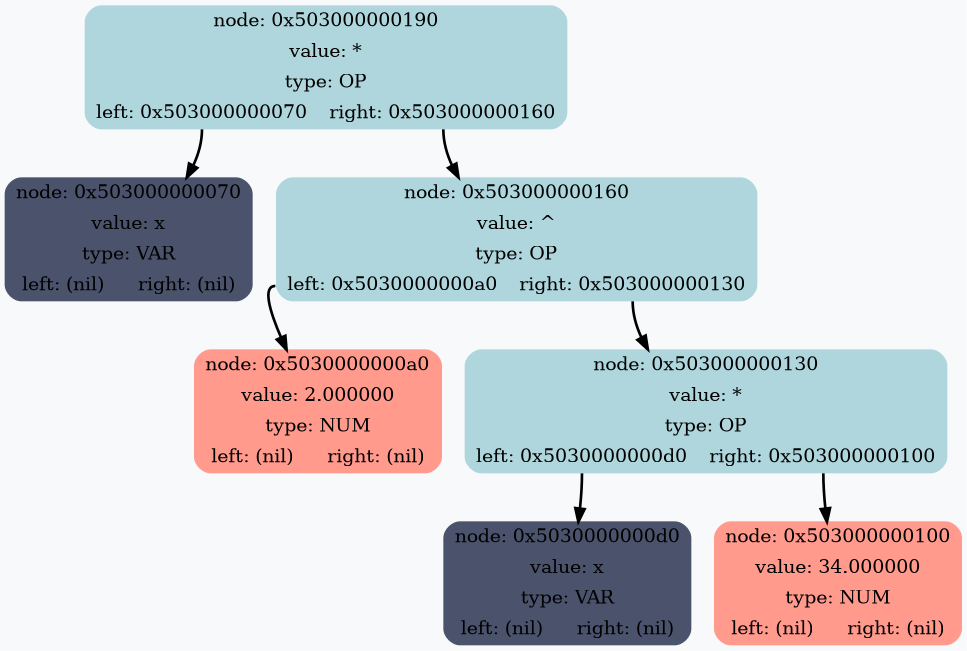 node: 0x503000000190
value: *
type: OP
left: 0x503000000070 right: 0x503000000160
node: 0x503000000070
value: x
type: VAR
left: (nil) right: (nil)
node: 0x503000000160
value: ^
type: OP
left: 0x5030000000a0 right: 0x503000000130
node: 0x5030000000a0
value: 2.000000
type: NUM
left: (nil) right: (nil)
node: 0x503000000130
value: *
type: OP
left: 0x5030000000d0 right: 0x503000000100
node: 0x5030000000d0
value: x
type: VAR
left: (nil) right: (nil)
node: 0x503000000100
value: 34.000000
type: NUM
left: (nil) right: (nil)